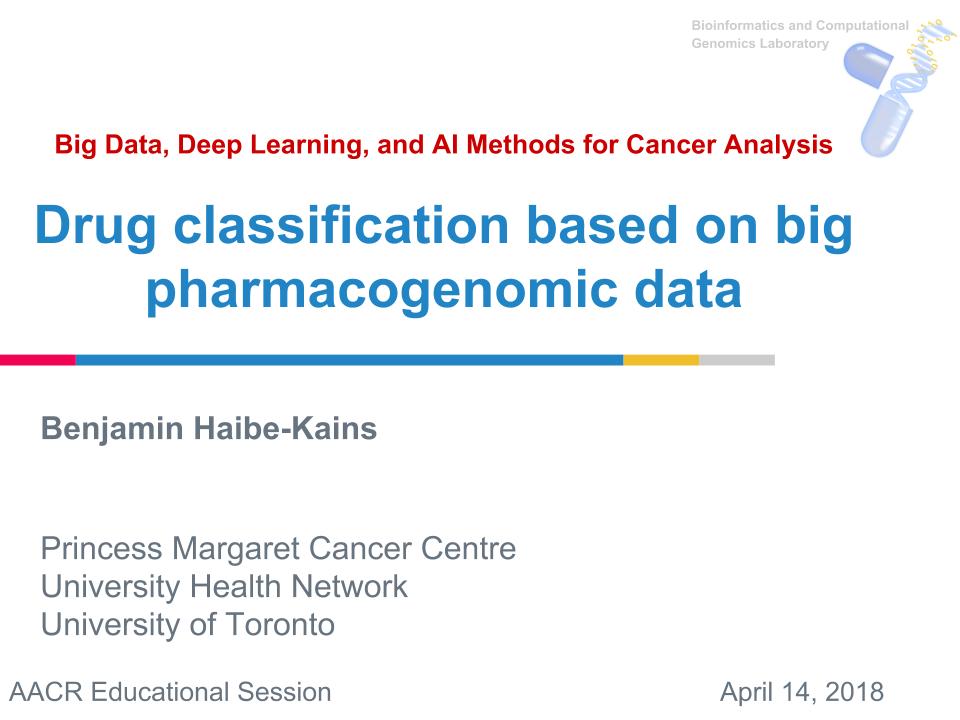 Bioinformatics and Computational
Genomics Laboratory
Big Data, Deep Learning, and AI Methods for Cancer Analysis
Drug classification based on big
pharmacogenomic data
Benjamin Haibe-Kains
Princess Margaret Cancer Centre
University Health Network
University of Toronto
AACR Educational Session
April 14, 2018